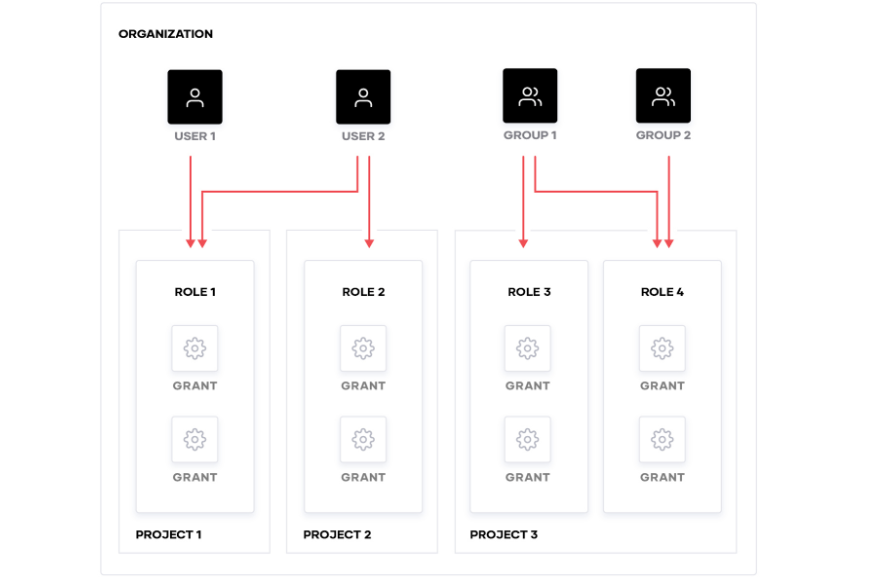 ORGANIZATION
USER 1
USER 2
GROUP 1
GROUP 2
ROLE 1
ROLE 2
ROLE 3
ROLE 4
GRANT
GRANT
GRANT
GRANT
GRANT
GRANT
GRANT
GRANT
PROJECT 1
PROJECT 2
PROJECT 3